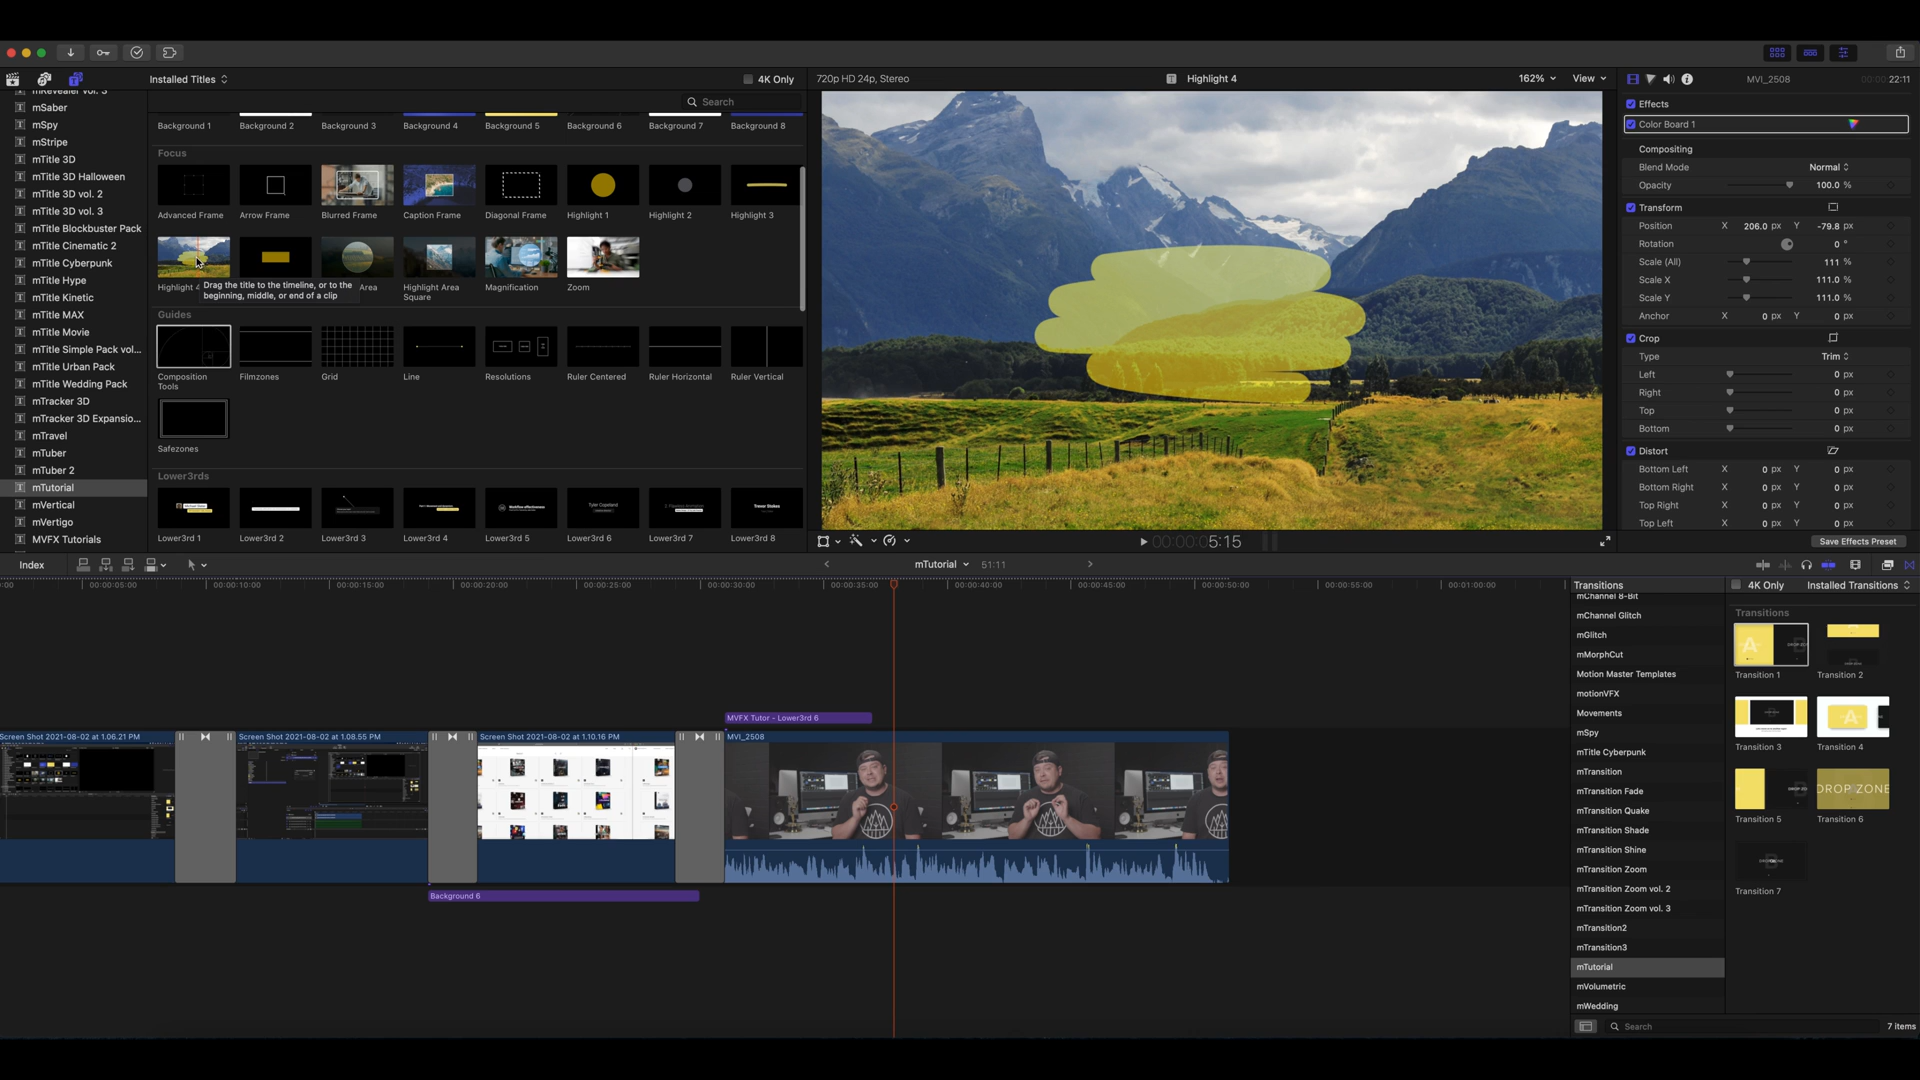 Installed Titles
4K Only
720p HD 24p, Stereo
Highlight 4
162%
View
MVI_2508
00:00:00:22:11
Search
mRevealer vol. 3
mSaber
mSpy
mStripe
mTitle 3D
mTitle 3D Halloween
mTitle 3D vol. 2
mTitle 3D vol. 3
mTitle Blockbuster Pack
mTitle Cinematic 2
mTitle Cyberpunk
mTitle Hype
mTitle Kinetic
mTitle MAX
mTitle Movie
mTitle Simple Pack vol...
mTitle Urban Pack
mTitle Wedding Pack
mTracker 3D
mTracker 3D Expansio...
mTravel
mTuber
mTuber 2
mTutorial
mVertical
mVertigo
MVFX Tutorials
Background 1
Background 2
Background 3
Background 4
Background 5
Background 6
Background 7
Background 8
Focus
Advanced Frame
Arrow Frame
Blurred Frame
Caption Frame
Diagonal Frame
Highlight 1
Highlight 2
Highlight 3
Highlight 4
Area
Highlight Area
Square
Magnification
Zoom
Drag the title to the timeline, or to the
beginning, middle, or end of a clip
Guides
Composition
Tools
Filmzones
Grid
Line
Resolutions
Ruler Centered
Ruler Horizontal
Ruler Vertical
Safezones
Lower3rds
Tyler Copeland
Trevor Stokes
Lower3rd 1
Lower3rd 2
Lower3rd 3
Lower3rd 4
Lower3rd 5
Lower3rd 6
Lower3rd 7
Lower3rd 8
00:00:00:05:15
Effects
Color Board 1
Compositing
Blend Mode
Normal
Opacity
100.0 %
Transform
Position X 206.0 px Y -79.8 px
Rotation 0 °
Scale (All) 111 %
Scale X 111.0 %
Scale Y 111.0 %
Anchor X 0 px Y 0 px
Crop
Type Trim
Left 0 px
Right 0 px
Top 0 px
Bottom 0 px
Distort
Bottom Left X 0 px Y 0 px
Bottom Right X 0 px Y 0 px
Top Right X 0 px Y 0 px
Top Left X 0 px Y 0 px
Save Effects Preset
Index
mTutorial
51:11
00:00:05:00
00:00:10:00
00:00:15:00
00:00:20:00
00:00:25:00
00:00:30:00
00:00:35:00
00:00:40:00
00:00:45:00
00:00:50:00
00:00:55:00
00:01:00:00
MVFX Tutor - Lower3rd 6
Screen Shot 2021-08-02 at 1.06.21 PM
Screen Shot 2021-08-02 at 1.08.55 PM
Screen Shot 2021-08-02 at 1.10.16 PM
MVI_2508
Background 6
Transitions
4K Only
Installed Transitions
mChannel 8-Bit
mChannel Glitch
mGlitch
mMorphCut
Motion Master Templates
motionVFX
Movements
mSpy
mTitle Cyberpunk
mTransition
mTransition Fade
mTransition Quake
mTransition Shade
mTransition Shine
mTransition Zoom
mTransition Zoom vol. 2
mTransition Zoom vol. 3
mTransition2
mTransition3
mTutorial
mVolumetric
mWedding
Transitions
A
B
Transition 1
Transition 2
A
Transition 3
Transition 4
DROP ZONE
Transition 5
Transition 6
Transition 7
Search
7 items